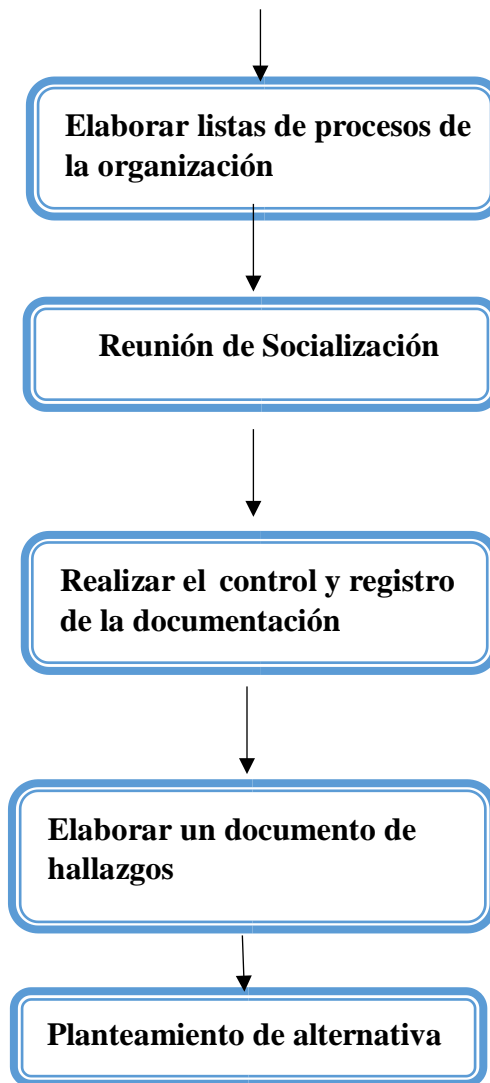 Elaborar listas de procesos de
la organización
Reunión de Socialización
Realizar el control y registro
de la documentación
Elaborar un documento de
hallazgos
Planteamiento de alternativa